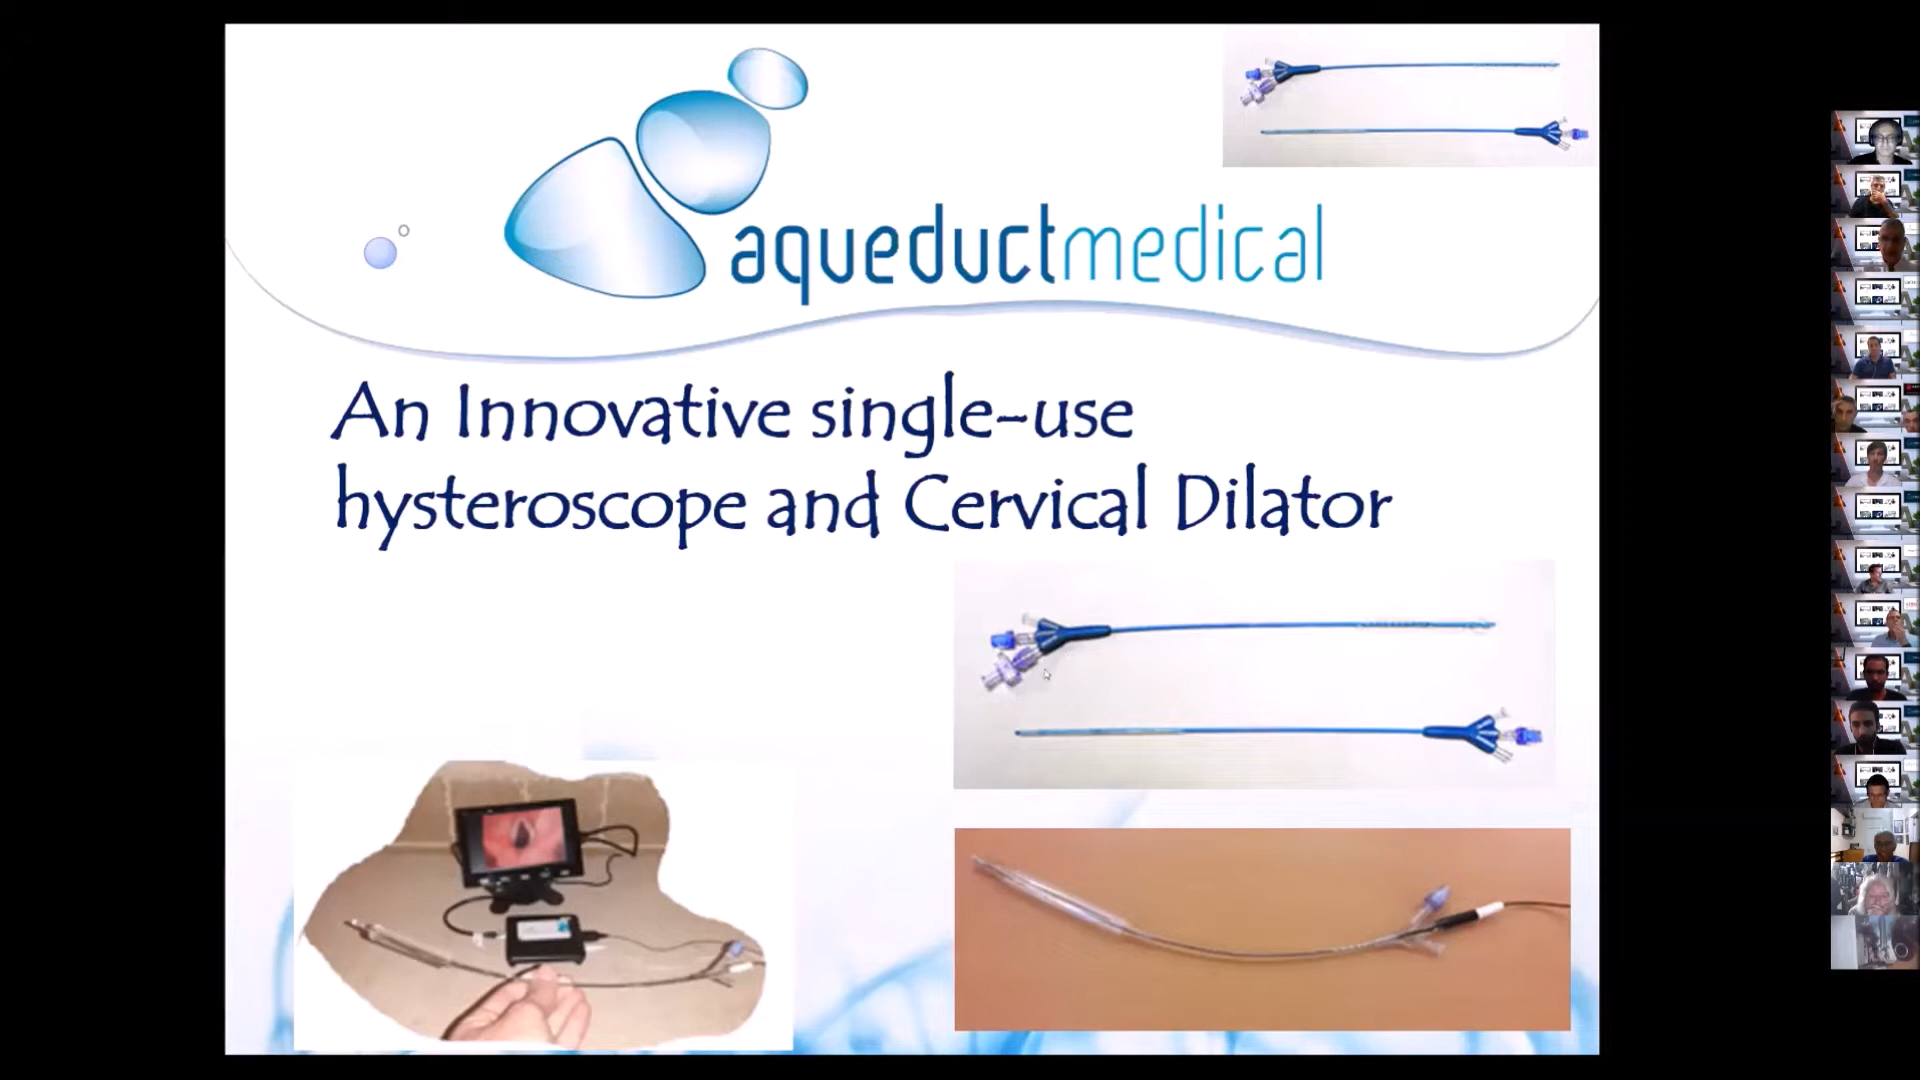 aqueductmedical
An Innovative single-use
hysteroscope and Cervical Dilator